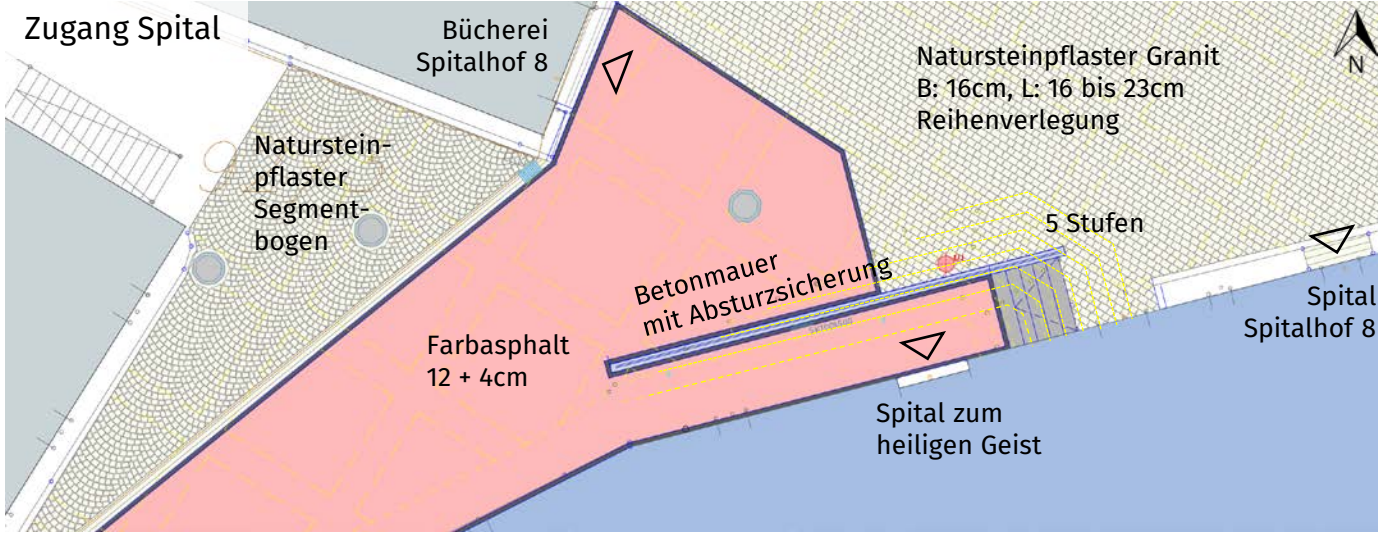 Zugang Spital
Bücherei
Spitalhof 8
Natursteinpflaster Granit
B: 16cm, L: 16 bis 23cm
Reihenverlegung
N
Naturstein-
pflaster
Segment-
bogen
5 Stufen
Betonmauer
mit Absturzsicherung
Farbasphalt
12 + 4cm
Spital
Spitalhof 8
Spital zum
heiligen Geist